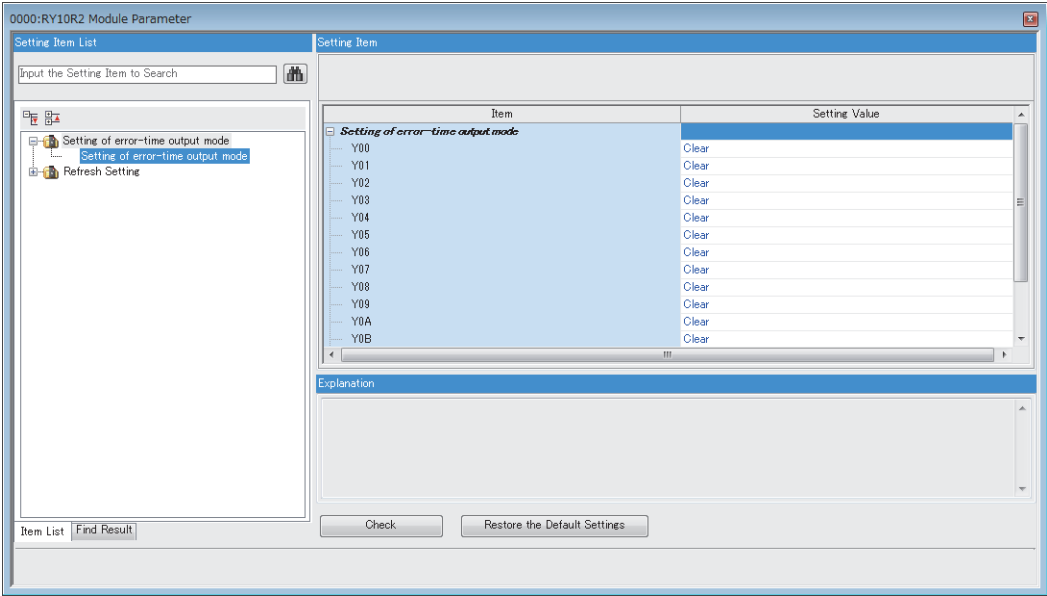 0000:RY10R2 Module Parameter
Setting Item List
Input the Setting Item to Search
Setting of error-time output mode
Setting of error-time output mode
Refresh Setting
Item List
Find Result
Setting Item
Item Setting Value
Setting of error-time output mode
Y00 Clear
Y01 Clear
Y02 Clear
Y03 Clear
Y04 Clear
Y05 Clear
Y06 Clear
Y07 Clear
Y08 Clear
Y09 Clear
Y0A Clear
Y0B Clear
Explanation
Check
Restore the Default Settings